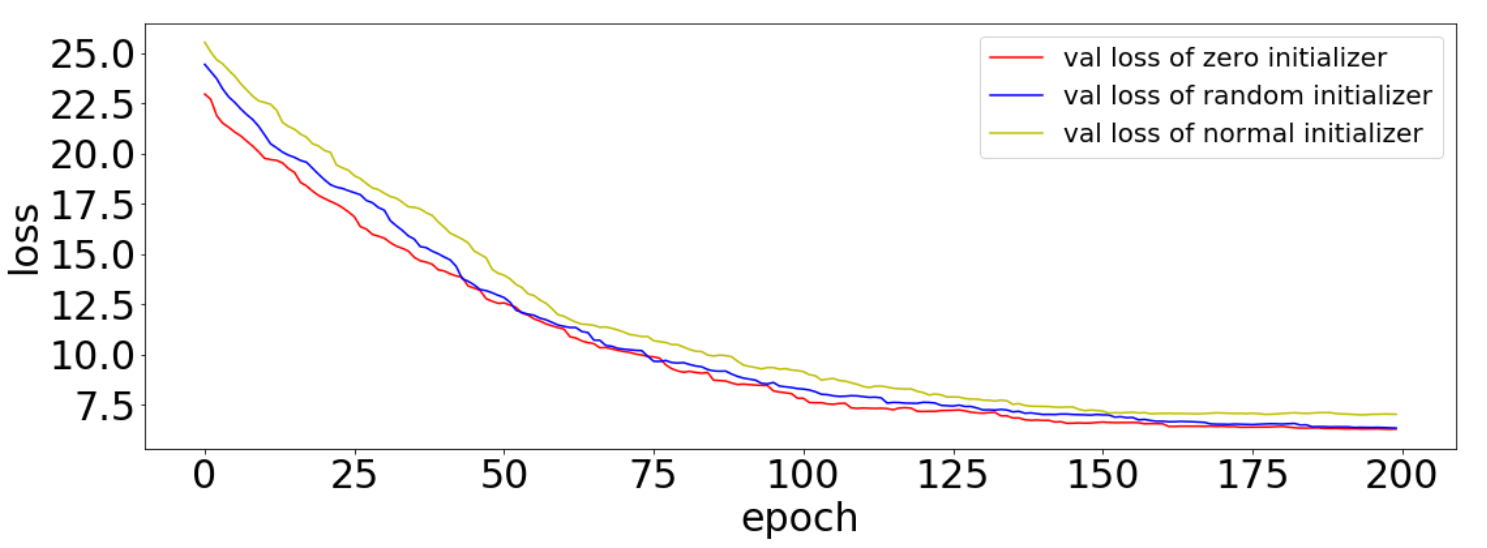 25.0
22.5
20.0
17.5
15.0
12.5
10.0
7.5
loss
val loss of zero initializer
val loss of random initializer
val loss of normal initializer
0 25 50 75 100 125 150 175 200
epoch